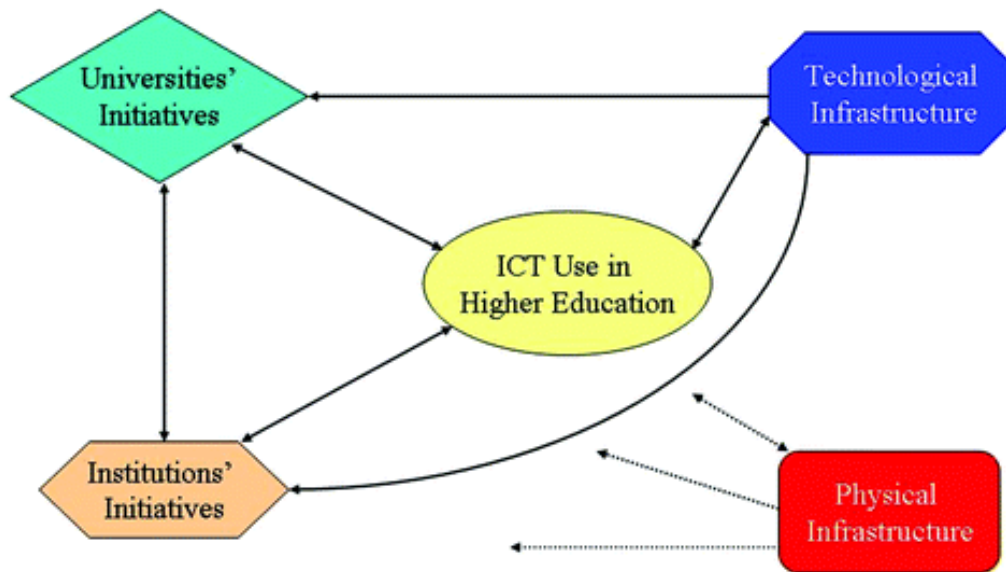 Universities’
Initiatives
Technological
Infrastructure
ICT Use in
Higher Education
Institutions’
Initiatives
Physical
Infrastructure